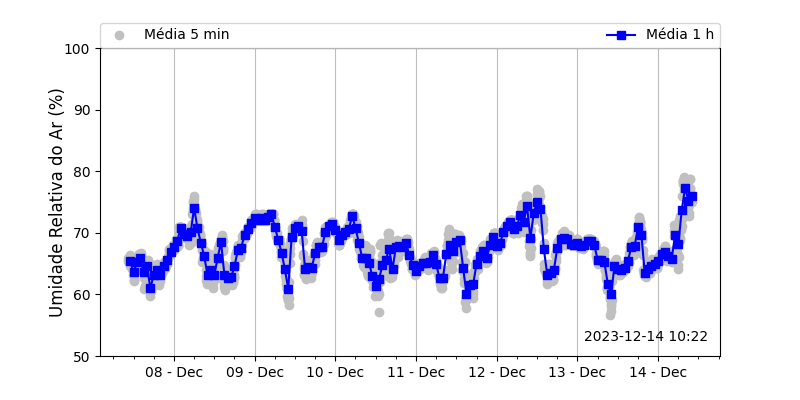 Média 5 min
Média 1 h
100
90
80
70
60
50
Umidade Relativa do Ar (%)
2023-12-14 10:22
08 - Dec
09 - Dec
10 - Dec
11 - Dec
12 - Dec
13 - Dec
14 - Dec